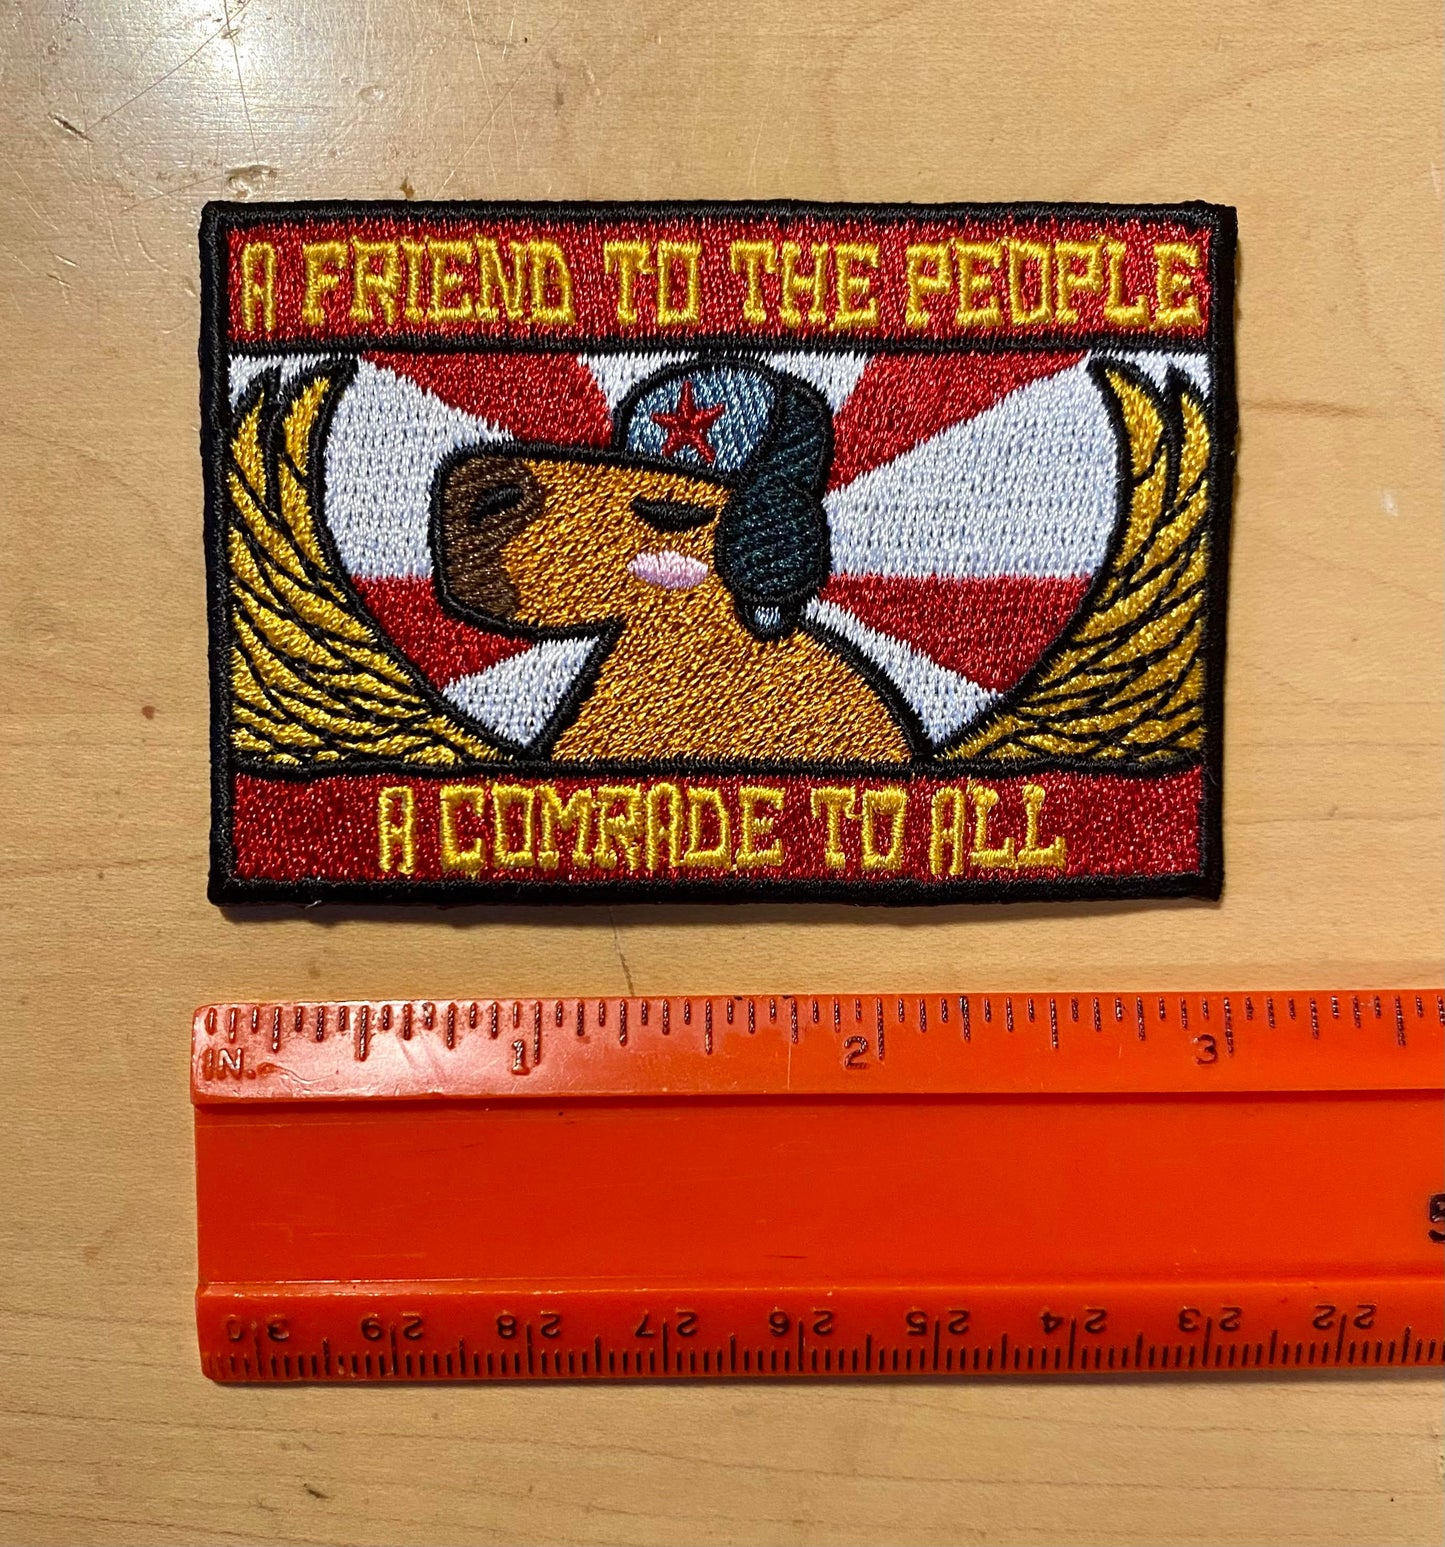 A FRIEND TO THE PEOPLE
A COMRADE TO ALL
IN. 1 2 3
5
30 29 28 27 26 25 24 23 22